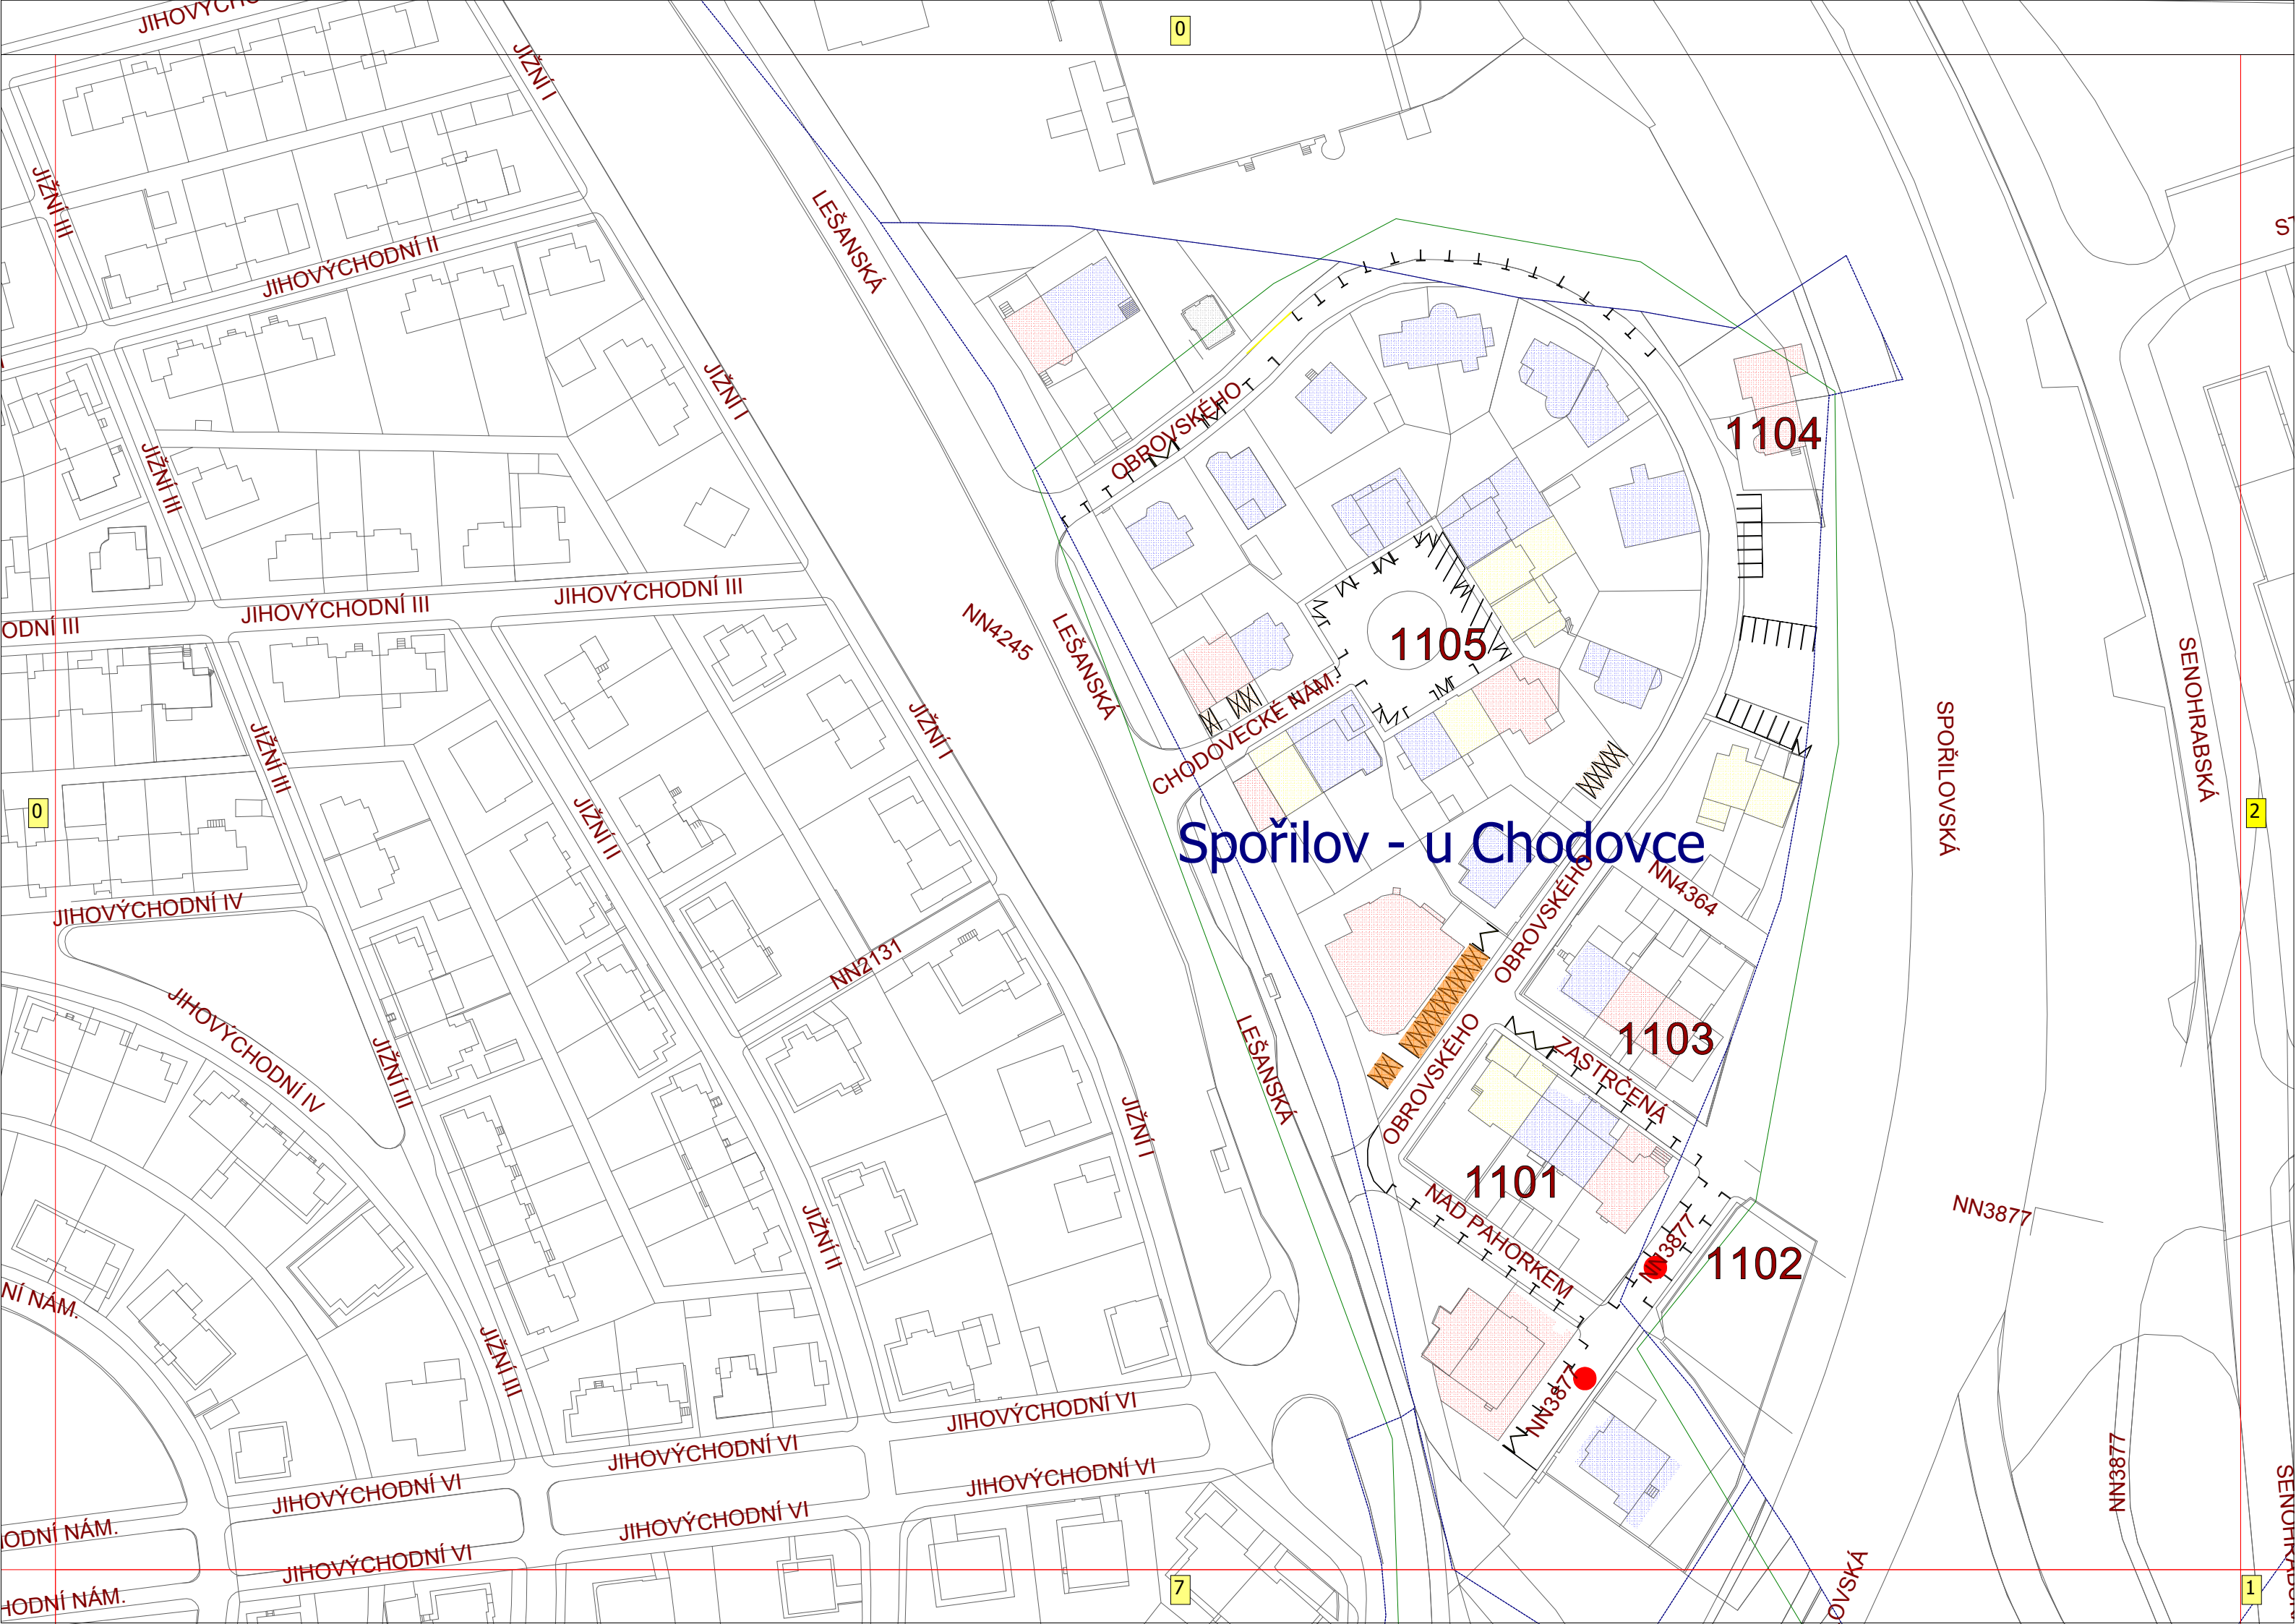 0
JIŽNÍ I
JIŽNÍ III
LEŠANSKÁ
JIHOVÝCHODNÍ II
JIŽNÍ I
OBROVSKÉHO
1104
JIŽNÍ III
JIHOVÝCHODNÍ III
JIHOVÝCHODNÍ III
ODNÍ III
NN4245
LEŠANSKÁ
1105
CHODOVECKÉ NÁM.
SENOHRABSKÁ
SPOŘILOVSKÁ
JIŽNÍ I
JIŽNÍ III
JIŽNÍ II
0
2
Spořilov - u Chodovce
NN4364
OBROVSKÉHO
JIHOVÝCHODNÍ IV
NN2131
JIHOVÝCHODNÍ IV
JIŽNÍ III
LEŠANSKÁ
OBROVSKÉHO
1103
ZASTRČENÁ
JIŽNÍ I
1101
NAD PAHORKEM
NN3877
NN3877
1102
JIŽNÍ II
NÍ NÁM.
JIŽNÍ III
NN3877
JIHOVÝCHODNÍ VI
JIHOVÝCHODNÍ VI
JIHOVÝCHODNÍ VI
JIHOVÝCHODNÍ VI
JIHOVÝCHODNÍ VI
JIHOVÝCHODNÍ VI
NN3877
ODNÍ NÁM.
HODNÍ NÁM.
7
OVSKÁ
1